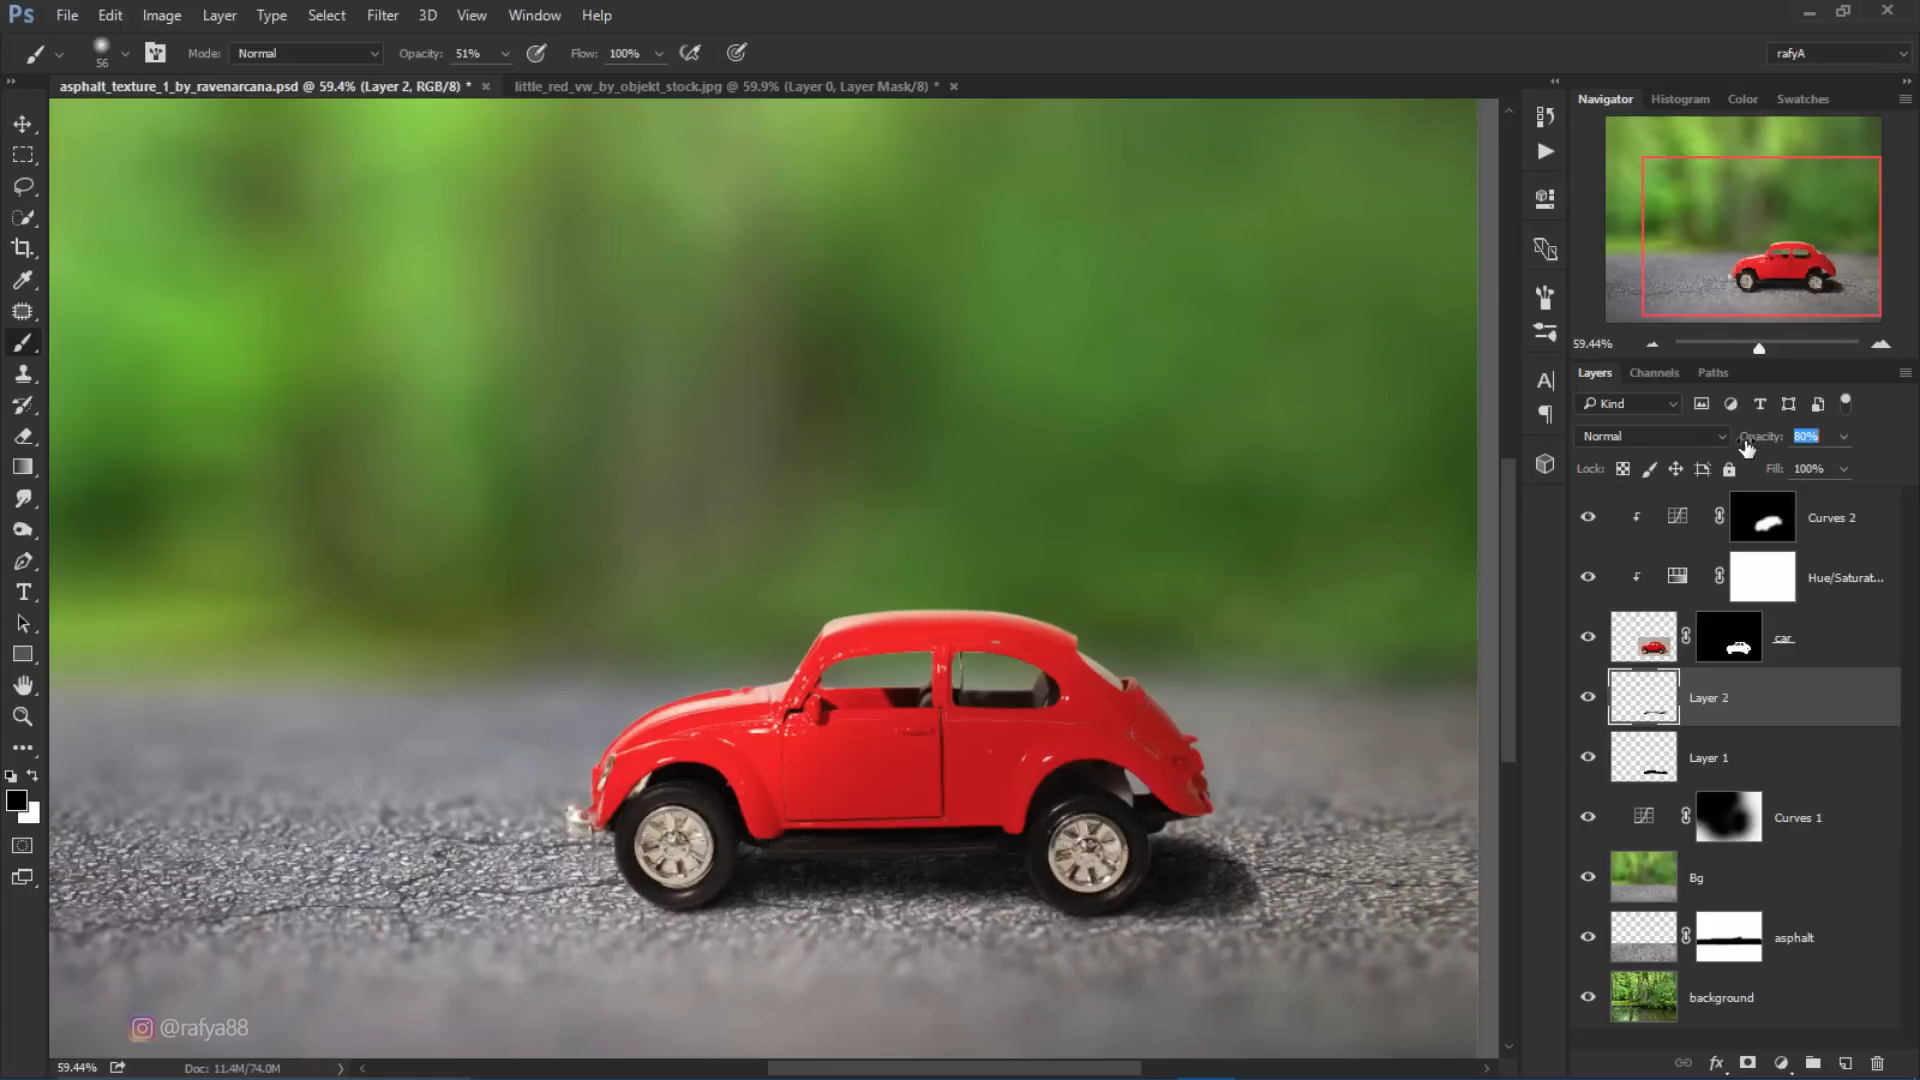 Ps File Edit Image Layer Type Select Filter 3D View Window Help
56 Mode: Normal Opacity: 51% Flow: 100% rafyA
asphalt_texture_1_by_ravenarcana.psd @ 59.4% (Layer 2, RGB/8) * little_red_vw_by_objekt_stock.jpg @ 59.9% (Layer 0, Layer Mask/8) *
Navigator Histogram Color Swatches
59.44%
Layers Channels Paths
Kind
Normal Opacity: 80%
Lock: Fill: 100%
Curves 2
Hue/Saturat...
car
Layer 2
Layer 1
Curves 1
Bg
asphalt
background
@rafya88
59.44% Doc: 11.4M/74.0M